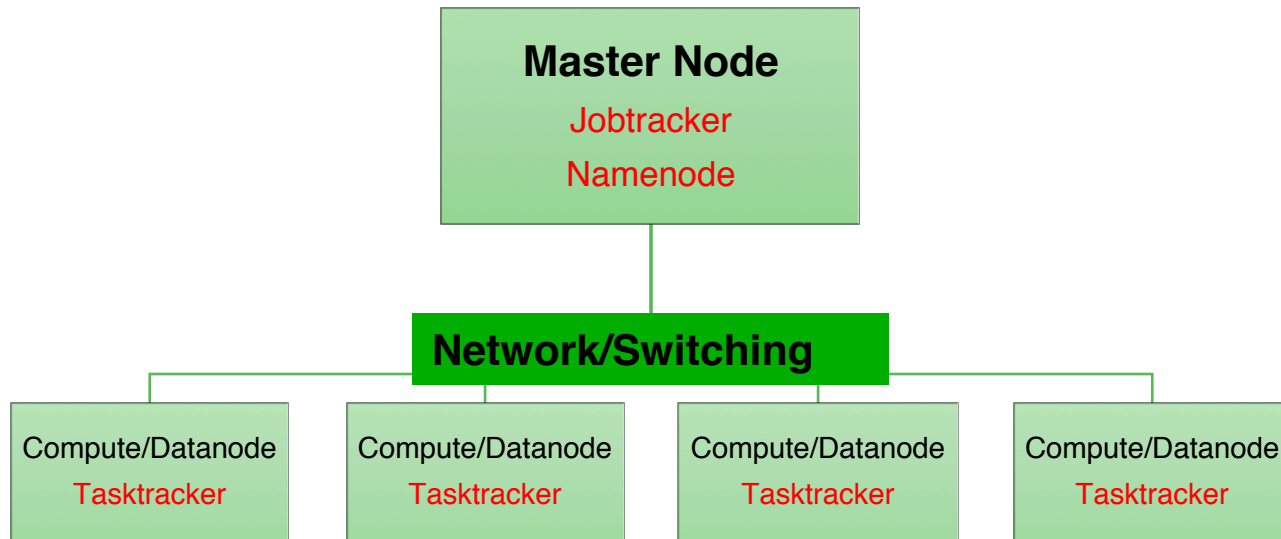 Master Node
Jobtracker
Namenode
Network/Switching
Compute/Datanode
Tasktracker
Compute/Datanode
Tasktracker
Compute/Datanode
Tasktracker
Compute/Datanode
Tasktracker